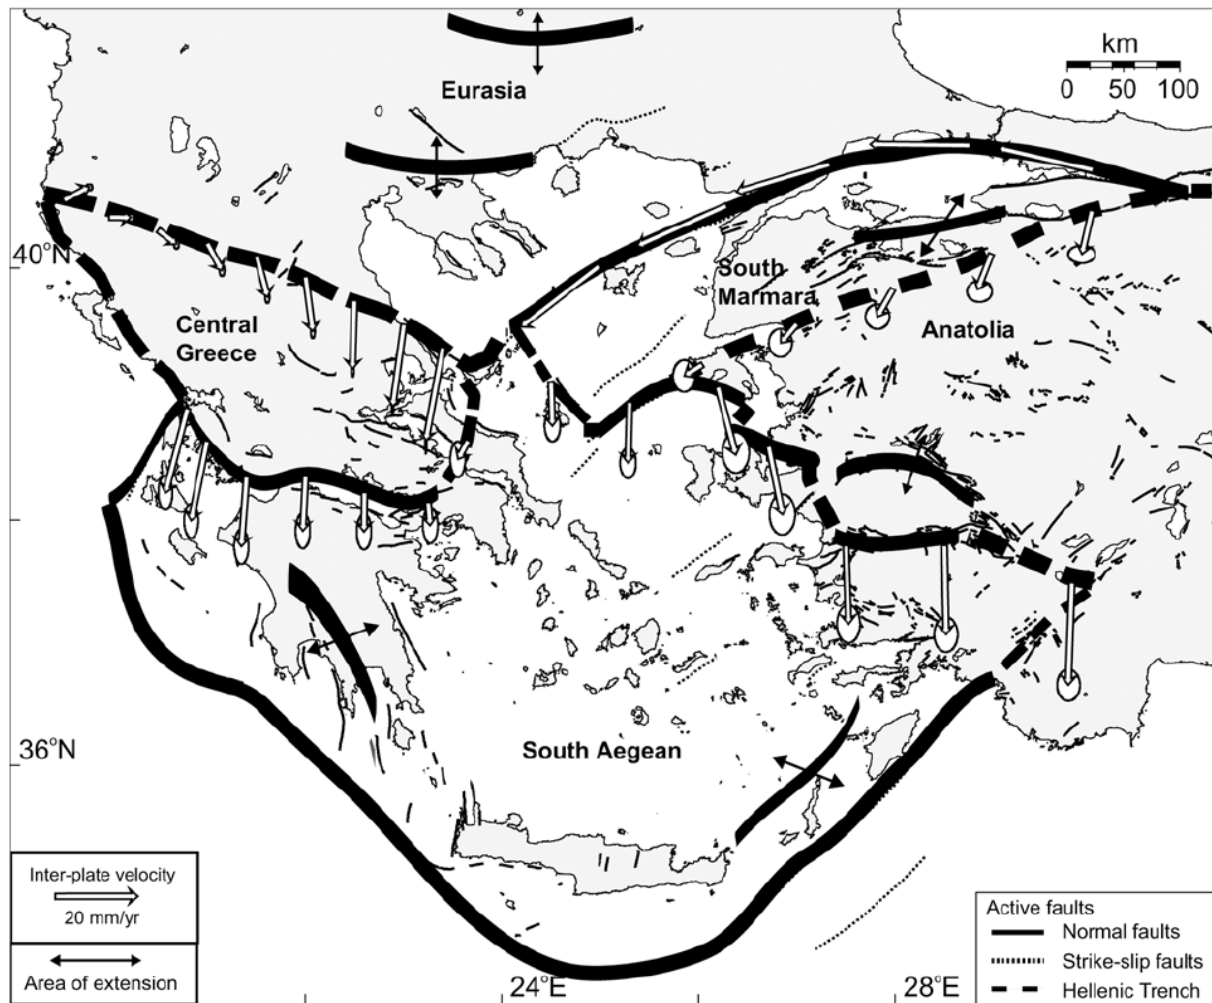 km
0 50 100
Eurasia
40°N
South
Marmara
Central
Greece
Anatolia
36°N
South Aegean
Inter-plate velocity
20 mm/yr
Area of extension
24°E
28°E
Active faults
Normal faults
Strike-slip faults
Hellenic Trench